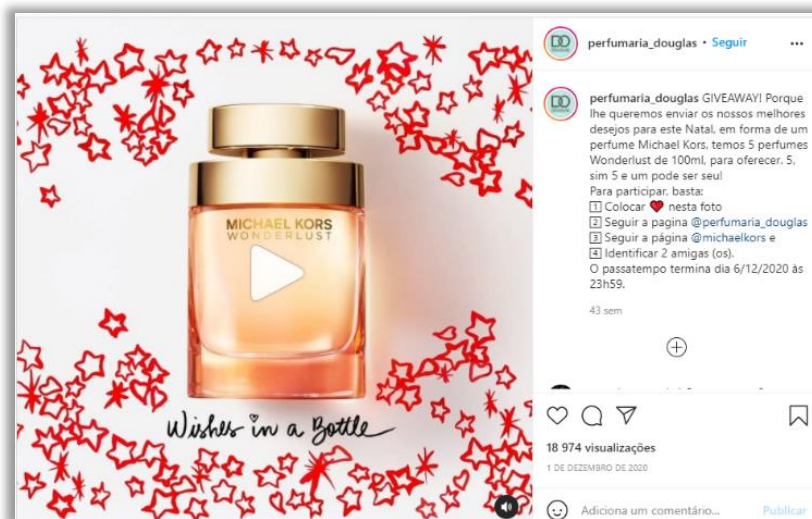 MICHAEL KORS
WONDERLUST
Wishes in a Bottle
perfumaria_douglas • Seguir
perfumaria_douglas GIVEAWAY! Porque
lhe queremos enviar os nossos melhores
desejos para este Natal, em forma de um
perfume Michael Kors, temos 5 perfumes
Wonderlust de 100ml, para oferecer. 5,
sim 5 e um pode ser seu!
Para participar, basta:
1 Colocar ❤ nesta foto
2 Seguir a pagina @perfumaria_douglas
3 Seguir a página @michaelkors e
4 Identificar 2 amigas (os).
O passatempo termina dia 6/12/2020 às
23h59.
43 sem
18 974 visualizações
1 DE DEZEMBRO DE 2020
Adiciona um comentário... Publicar